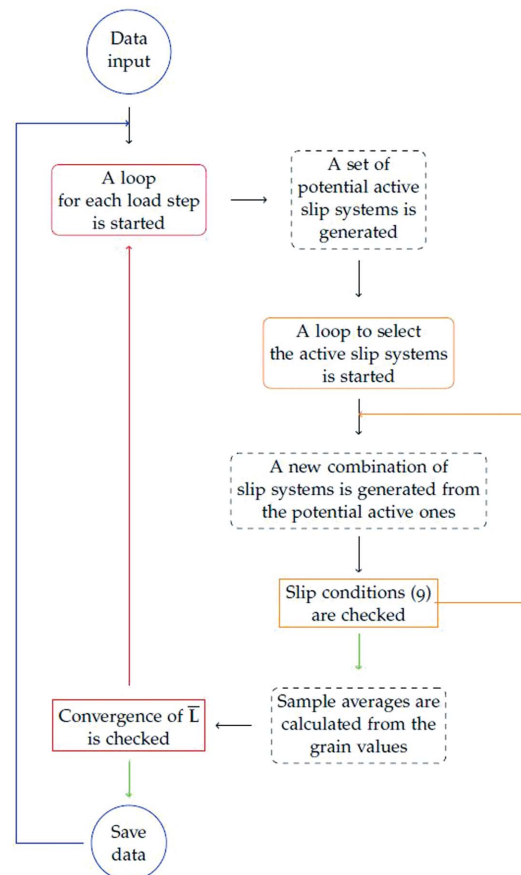 Data
input
A loop
for each load step
is started
A set of
potential active
slip systems is
generated
A loop to select
the active slip systems
is started
A new combination of
slip systems is generated from
the potential active ones
Slip conditions (9)
are checked
Sample averages are
calculated from the
grain values
Convergence of L̅
is checked
Save
data